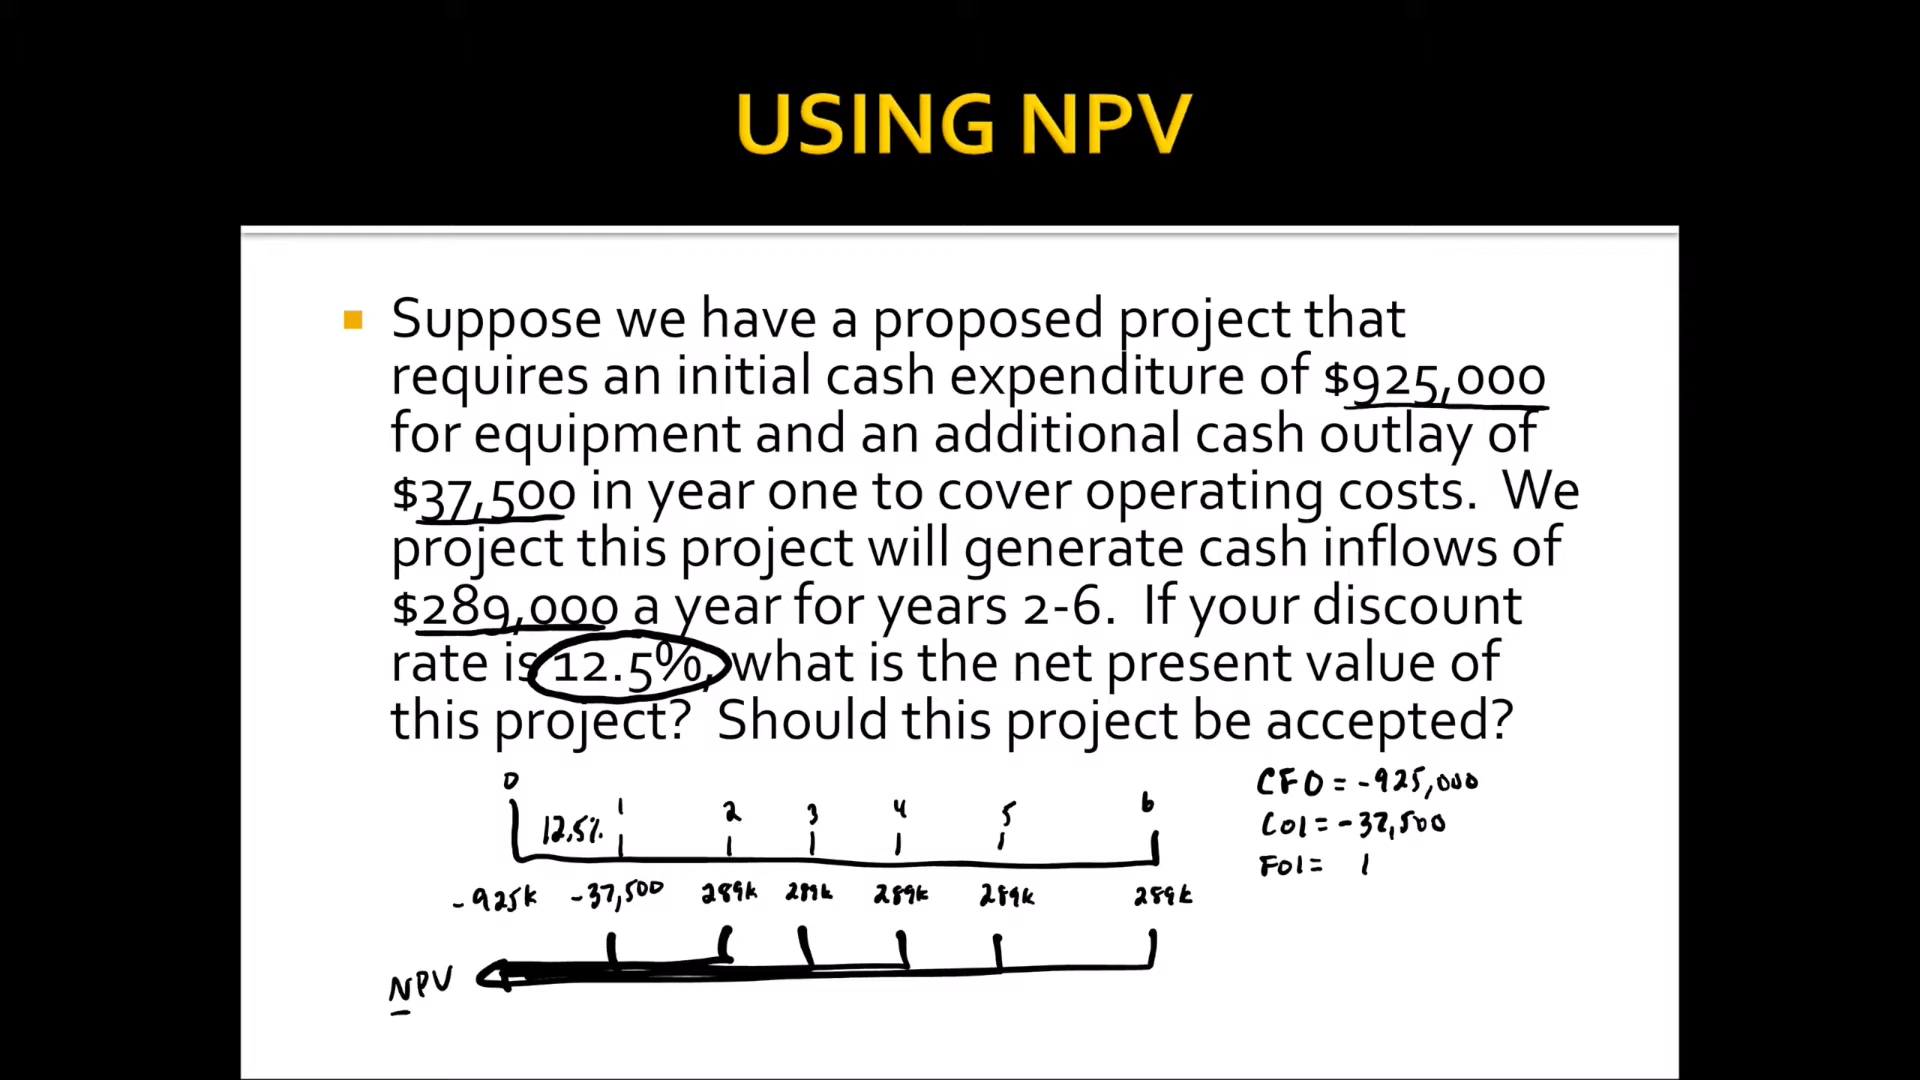 USING NPV
Suppose we have a proposed project that
requires an initial cash expenditure of $925,000
for equipment and an additional cash outlay of
$37,500 in year one to cover operating costs. We
project this project will generate cash inflows of
$289,000 a year for years 2-6. If your discount
rate is 12.5%, what is the net present value of
this project? Should this project be accepted?
0 1 2 3 4 5 6
12.5%
-925k -37,500 289k 289k 289k 289k 289k
NPV
CF0 = -925,000
C01 = -37,500
F01 = 1